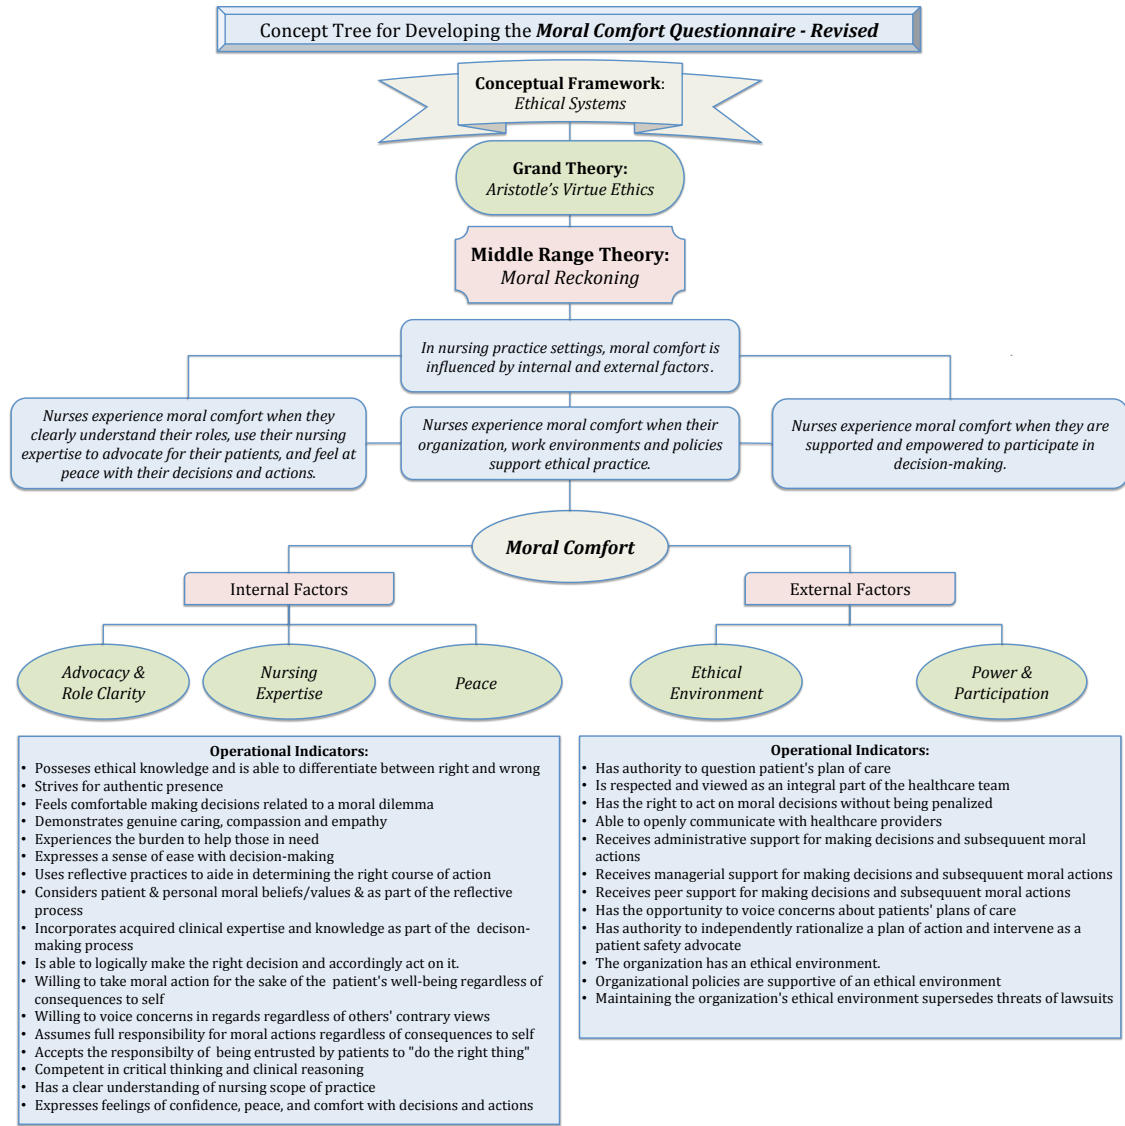 Concept Tree for Developing the Moral Comfort Questionnaire - Revised
Conceptual Framework:
Ethical Systems
Grand Theory:
Aristotle's Virtue Ethics
Middle Range Theory:
Moral Reckoning
In nursing practice settings, moral comfort is
influenced by internal and external factors.
Nurses experience moral comfort when they
clearly understand their roles, use their nursing
expertise to advocate for their patients, and feel at
peace with their decisions and actions.
Nurses experience moral comfort when their
organization, work environments and policies
support ethical practice.
Nurses experience moral comfort when they are
supported and empowered to participate in
decision-making.
Moral Comfort
Internal Factors
External Factors
Advocacy &
Role Clarity
Nursing
Expertise
Peace
Ethical
Environment
Power &
Participation
Operational Indicators:
• Posseses ethical knowledge and is able to differentiate between right and wrong
• Strives for authentic presence
• Feels comfortable making decisions related to a moral dilemma
• Demonstrates genuine caring, compassion and empathy
• Experiences the burden to help those in need
• Expresses a sense of ease with decision-making
• Uses reflective practices to aide in determining the right course of action
• Considers patient & personal moral beliefs/values & as part of the reflective
process
• Incorporates acquired clinical expertise and knowledge as part of the decison-
making process
• Is able to logically make the right decision and accordingly act on it.
• Willing to take moral action for the sake of the patient's well-being regardless of
consequences to self
• Willing to voice concerns in regards regardless of others' contrary views
• Assumes full responsibility for moral actions regardless of consequences to self
• Accepts the responsibilty of being entrusted by patients to "do the right thing"
• Competent in critical thinking and clinical reasoning
• Has a clear understanding of nursing scope of practice
• Expresses feelings of confidence, peace, and comfort with decisions and actions
Operational Indicators:
• Has authority to question patient's plan of care
• Is respected and viewed as an integral part of the healthcare team
• Has the right to act on moral decisions without being penalized
• Able to openly communicate with healthcare providers
• Receives administrative support for making decisions and subsequent moral
actions
• Receives managerial support for making decisions and subsequent moral actions
• Receives peer support for making decisions and subsequent moral actions
• Has the opportunity to voice concerns about patients' plans of care
• Has authority to independently rationalize a plan of action and intervene as a
patient safety advocate
• The organization has an ethical environment.
• Organizational policies are supportive of an ethical environment
• Maintaining the organization's ethical environment supersedes threats of lawsuits